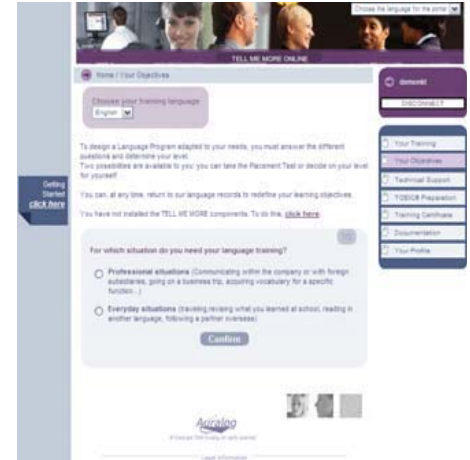 Choose the language for the portal
TELL ME MORE ONLINE
Home / Your Objectives
demonkl
DISCONNECT
Choose your training language
English
Your Training
Your Objectives
Technical Support
TOEIC® Preparation
Training Certificate
Documentation
Your Profile
To design a Language Program adapted to your needs, you must answer the different
questions and determine your level.
Two possibilities are available to you: you can take the Placement Test or decide on your level
for yourself.
Getting
Started
click here
You can, at any time, return to our language records to redefine your learning objectives.
You have not installed the TELL ME MORE components. To do this, click here.
For which situation do you need your language training?
Professional situations (Communicating within the company or with foreign
subsidiaries, going on a business trip, acquiring vocabulary for a specific
function...)
Everyday situations (traveling, revising what you learned at school, reading in
another language, following a partner overseas)
Confirm
Auralog
Legal Information